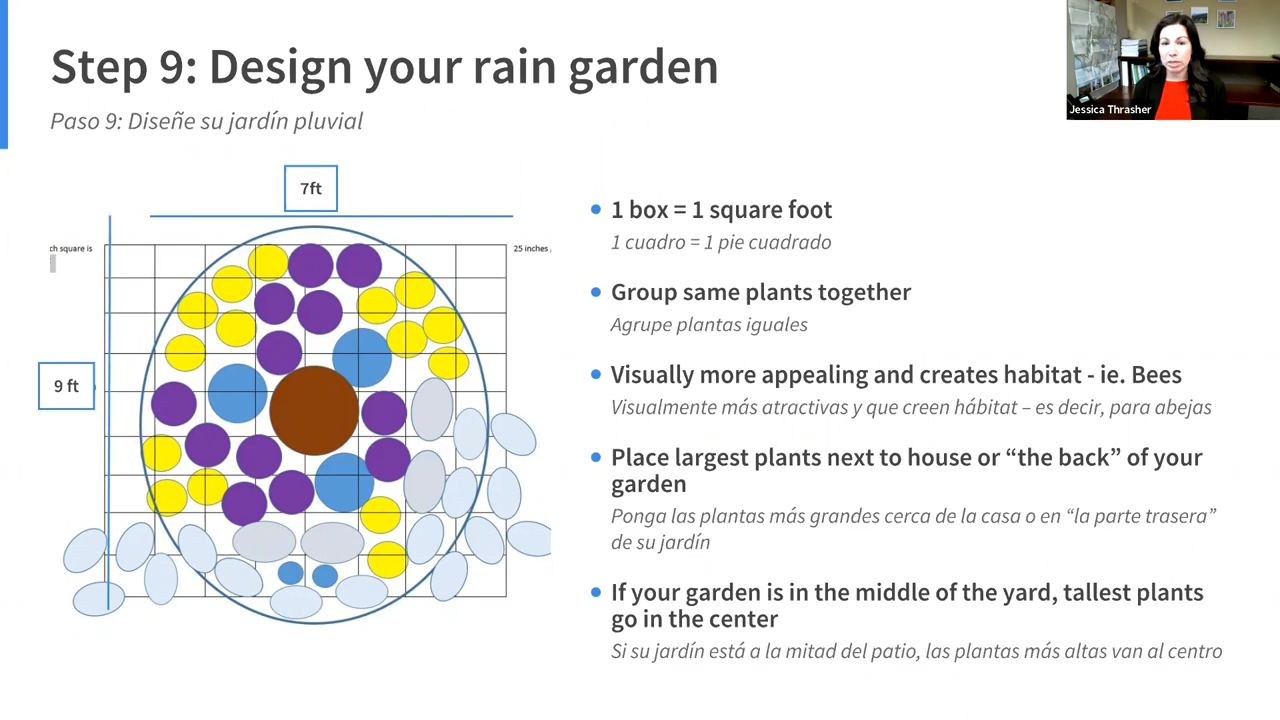 Step 9: Design your rain garden
Paso 9: Diseñe su jardín pluvial
Jessica Thrasher
7ft
ch square is
25 inches
9 ft
1 box = 1 square foot
1 cuadro = 1 pie cuadrado
Group same plants together
Agrupe plantas iguales
Visually more appealing and creates habitat - ie. Bees
Visualmente más atractivas y que creen hábitat – es decir, para abejas
Place largest plants next to house or “the back” of your
garden
Ponga las plantas más grandes cerca de la casa o en “la parte trasera”
de su jardín
If your garden is in the middle of the yard, tallest plants
go in the center
Si su jardín está a la mitad del patio, las plantas más altas van al centro